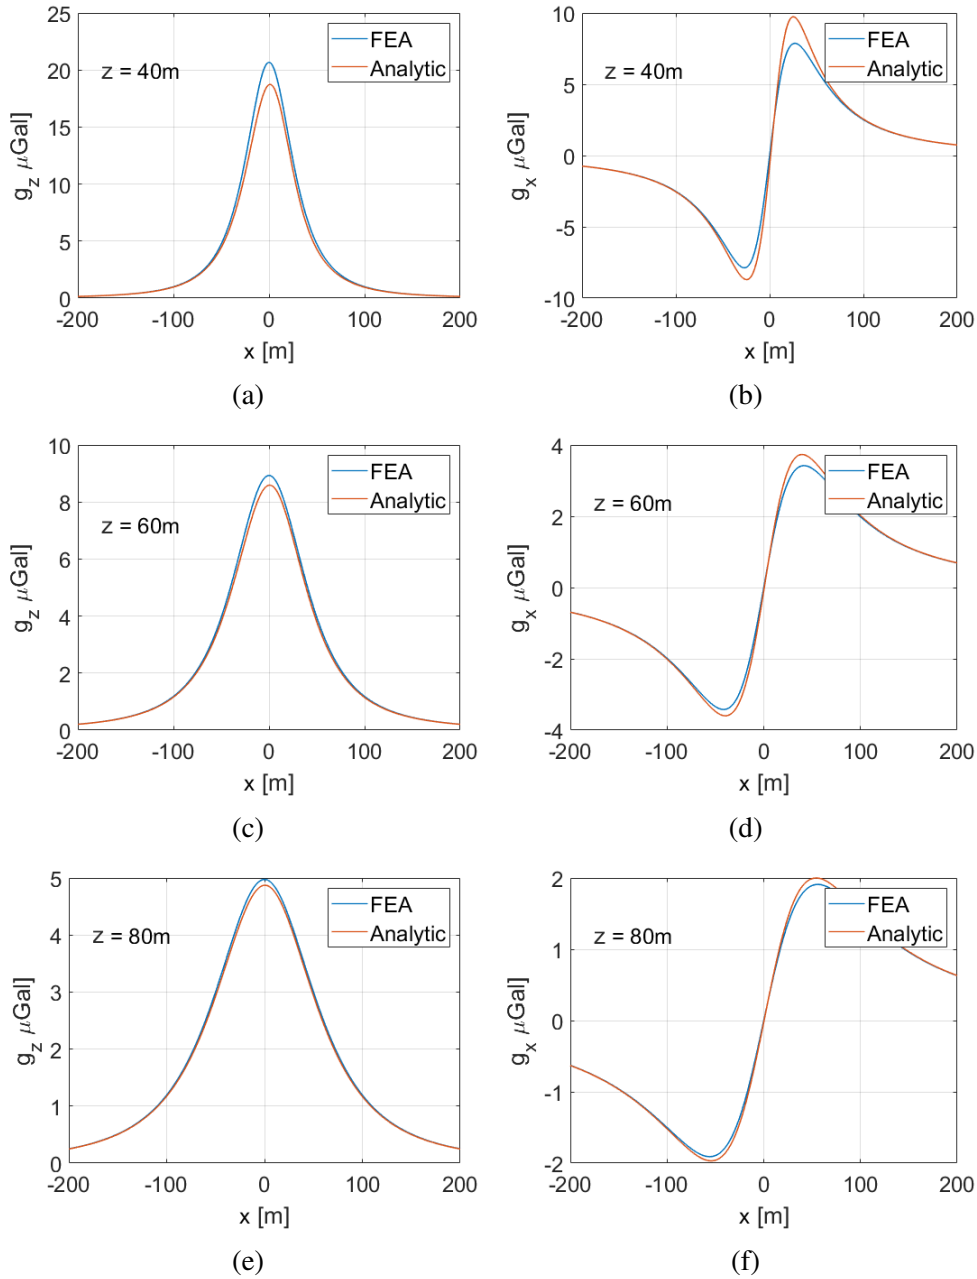 25
20
15
10
5
0
g_z μGal]
z = 40m
FEA
Analytic
-200 -100 0 100 200
x [m]
(a)
10
5
0
-5
-10
g_x μGal]
z = 40m
FEA
Analytic
-200 -100 0 100 200
x [m]
(b)
10
8
6
4
2
0
g_z μGal]
z = 60m
FEA
Analytic
-200 -100 0 100 200
x [m]
(c)
4
2
0
-2
-4
g_x μGal]
z = 60m
FEA
Analytic
-200 -100 0 100 200
x [m]
(d)
5
4
3
2
1
0
g_z μGal]
z = 80m
FEA
Analytic
-200 -100 0 100 200
x [m]
(e)
2
1
0
-1
-2
g_x μGal]
z = 80m
FEA
Analytic
-200 -100 0 100 200
x [m]
(f)